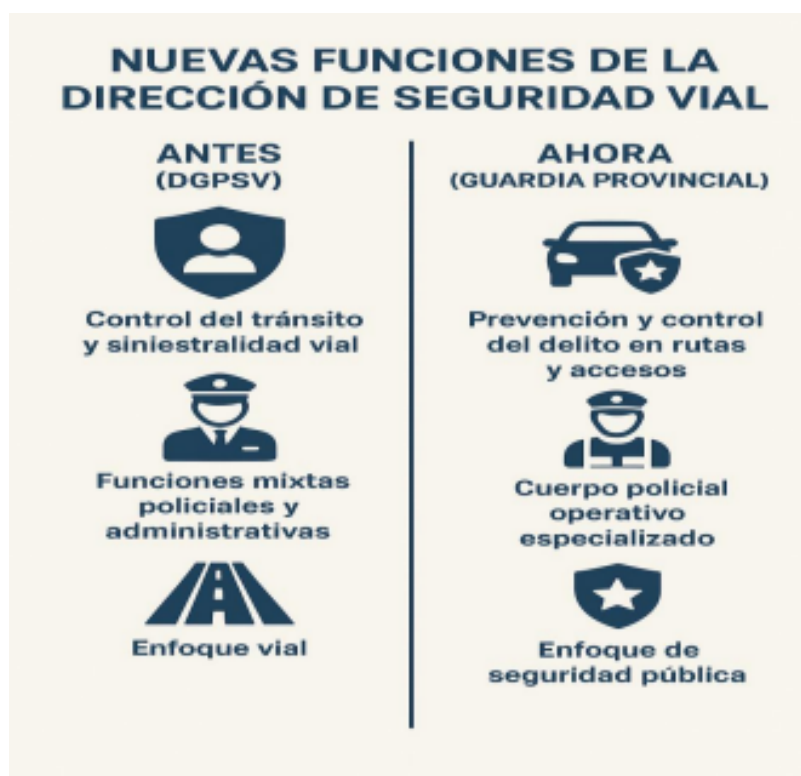 NUEVAS FUNCIONES DE LA
DIRECCIÓN DE SEGURIDAD VIAL
ANTES
(DGPSV)
Control del tránsito
y siniestralidad vial
Funciones mixtas
policiales y
administrativas
Enfoque vial
AHORA
(GUARDIA PROVINCIAL)
Prevención y control
del delito en rutas
y accesos
Cuerpo policial
operativo
especializado
Enfoque de
seguridad pública